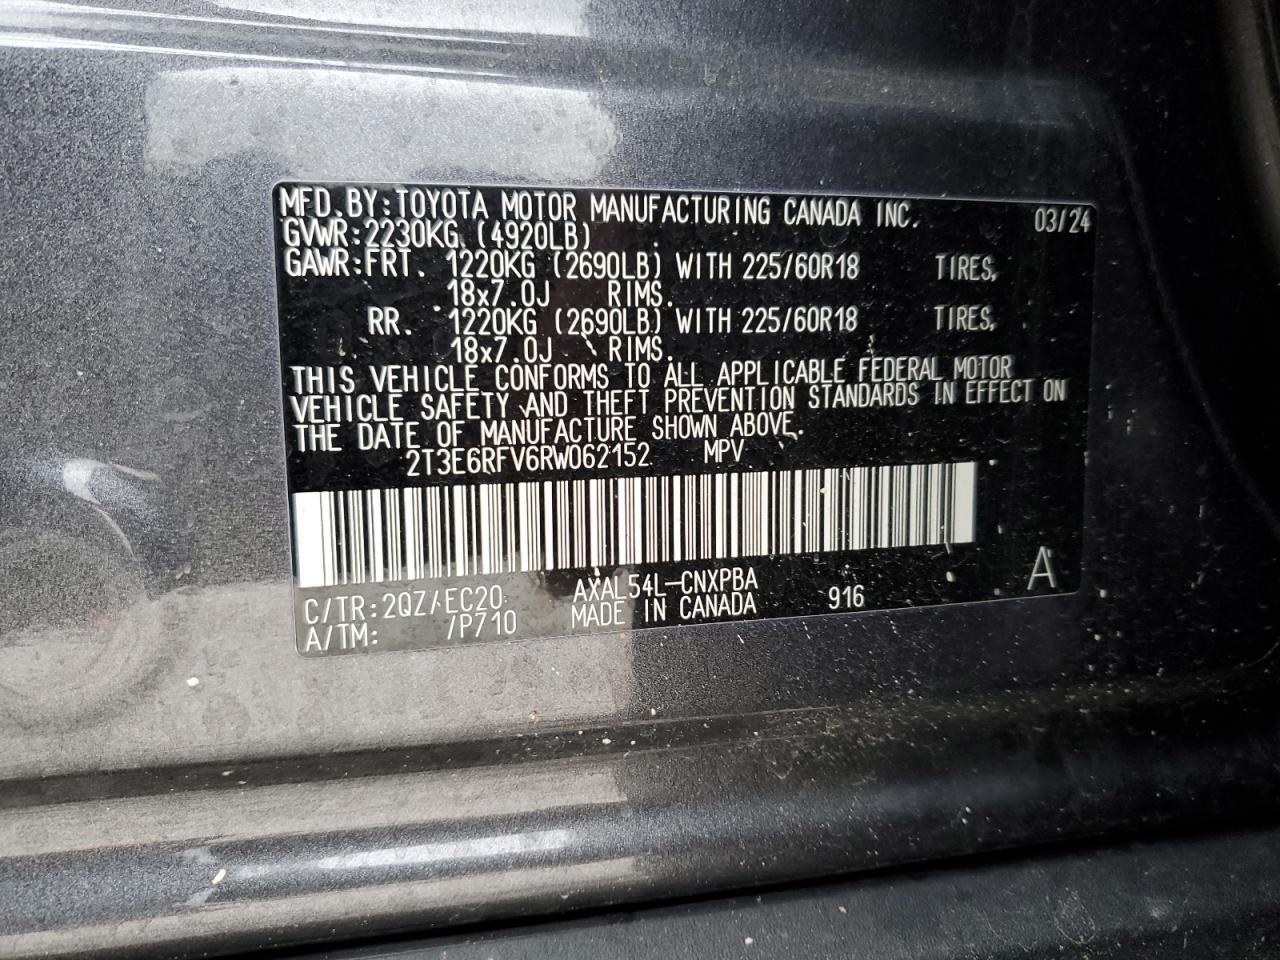 MFD.BY:TOYOTA MOTOR MANUFACTURING CANADA INC. 03/24
GVWR:2230KG (4920LB)
GAWR:FRT. 1220KG (2690LB) WITH 225/60R18 TIRES,
18x7.0J RIMS.
RR. 1220KG (2690LB) WITH 225/60R18 TIRES,
18x7.0J RIMS.
THIS VEHICLE CONFORMS TO ALL APPLICABLE FEDERAL MOTOR
VEHICLE SAFETY AND THEFT PREVENTION STANDARDS IN EFFECT ON
THE DATE OF MANUFACTURE SHOWN ABOVE.
2T3E6RFV6RW062152 MPV
C/TR:2QZ/EC20 AXAL54L-CNXPBA 916 A
A/TM: /P710 MADE IN CANADA